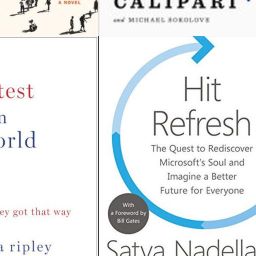 A NOVEL
CALIPARI
and MICHAEL SOKOLOVE
test
n
orld
ey got that way
a ripley
Hit
Refresh
The Quest to Rediscover
Microsoft's Soul and
Imagine a Better
Future for Everyone
With
a Foreword by
Bill Gates
Satya Nadella